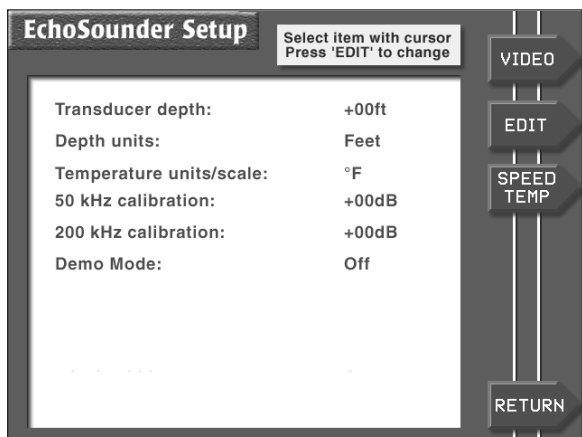 EchoSounder Setup
Select item with cursor
Press 'EDIT' to change
Transducer depth: +00ft
Depth units: Feet
Temperature units/scale: °F
50 kHz calibration: +00dB
200 kHz calibration: +00dB
Demo Mode: Off
VIDEO
EDIT
SPEED
TEMP
RETURN